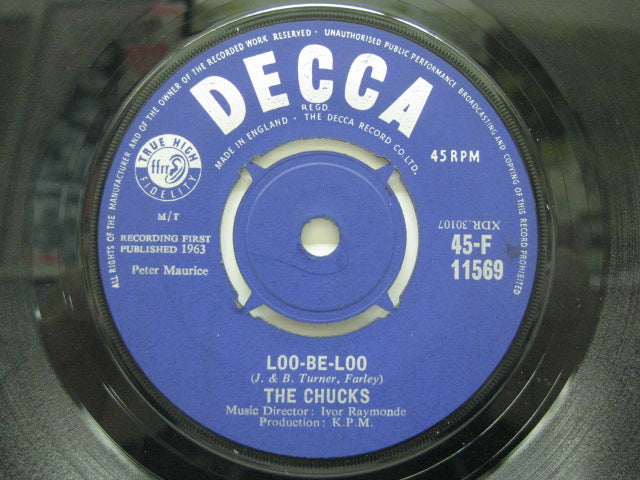 ALL RIGHTS OF THE MANUFACTURER AND OF THE OWNER OF THE RECORDED WORK RESERVED · UNAUTHORISED PUBLIC PERFORMANCE BROADCASTING AND COPYING OF THIS RECORD PROHIBITED
DECCA
REGD.
MADE IN ENGLAND · THE DECCA RECORD CO. LTD.
TRUE HIGH
ffrr
FIDELITY
45 RPM
M/T
RECORDING FIRST
PUBLISHED 1963
Peter Maurice
XDR.30107
45-F
11569
LOO-BE-LOO
(J. & B. Turner, Farley)
THE CHUCKS
Music Director : Ivor Raymonde
Production : K.P.M.